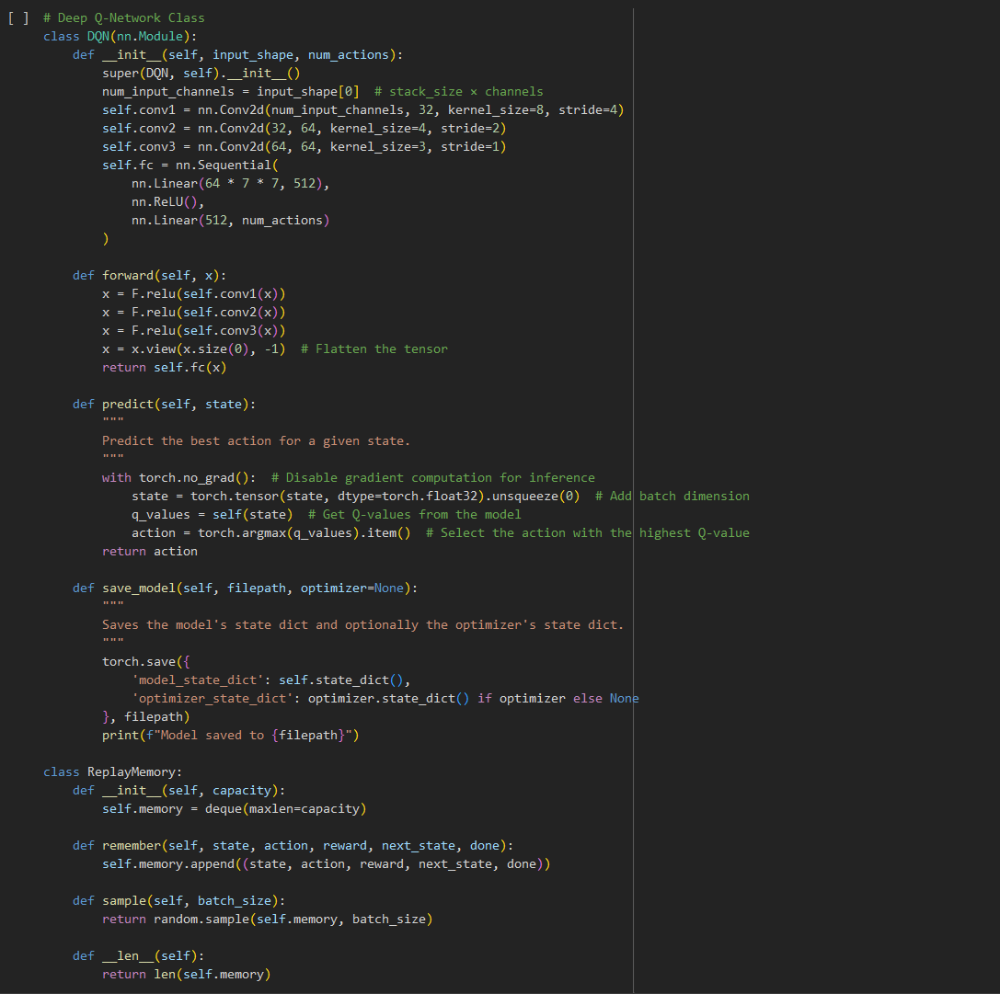 [ ] # Deep Q-Network Class
class DQN(nn.Module):
    def __init__(self, input_shape, num_actions):
        super(DQN, self).__init__()
        num_input_channels = input_shape[0]  # stack_size × channels
        self.conv1 = nn.Conv2d(num_input_channels, 32, kernel_size=8, stride=4)
        self.conv2 = nn.Conv2d(32, 64, kernel_size=4, stride=2)
        self.conv3 = nn.Conv2d(64, 64, kernel_size=3, stride=1)
        self.fc = nn.Sequential(
            nn.Linear(64 * 7 * 7, 512),
            nn.ReLU(),
            nn.Linear(512, num_actions)
        )

    def forward(self, x):
        x = F.relu(self.conv1(x))
        x = F.relu(self.conv2(x))
        x = F.relu(self.conv3(x))
        x = x.view(x.size(0), -1)  # Flatten the tensor
        return self.fc(x)

    def predict(self, state):
        """
        Predict the best action for a given state.
        """
        with torch.no_grad():  # Disable gradient computation for inference
            state = torch.tensor(state, dtype=torch.float32).unsqueeze(0)  # Add batch dimension
            q_values = self(state)  # Get Q-values from the model
            action = torch.argmax(q_values).item()  # Select the action with the highest Q-value
        return action

    def save_model(self, filepath, optimizer=None):
        """
        Saves the model's state dict and optionally the optimizer's state dict.
        """
        torch.save({
            'model_state_dict': self.state_dict(),
            'optimizer_state_dict': optimizer.state_dict() if optimizer else None
        }, filepath)
        print(f"Model saved to {filepath}")

class ReplayMemory:
    def __init__(self, capacity):
        self.memory = deque(maxlen=capacity)

    def remember(self, state, action, reward, next_state, done):
        self.memory.append((state, action, reward, next_state, done))

    def sample(self, batch_size):
        return random.sample(self.memory, batch_size)

    def __len__(self):
        return len(self.memory)